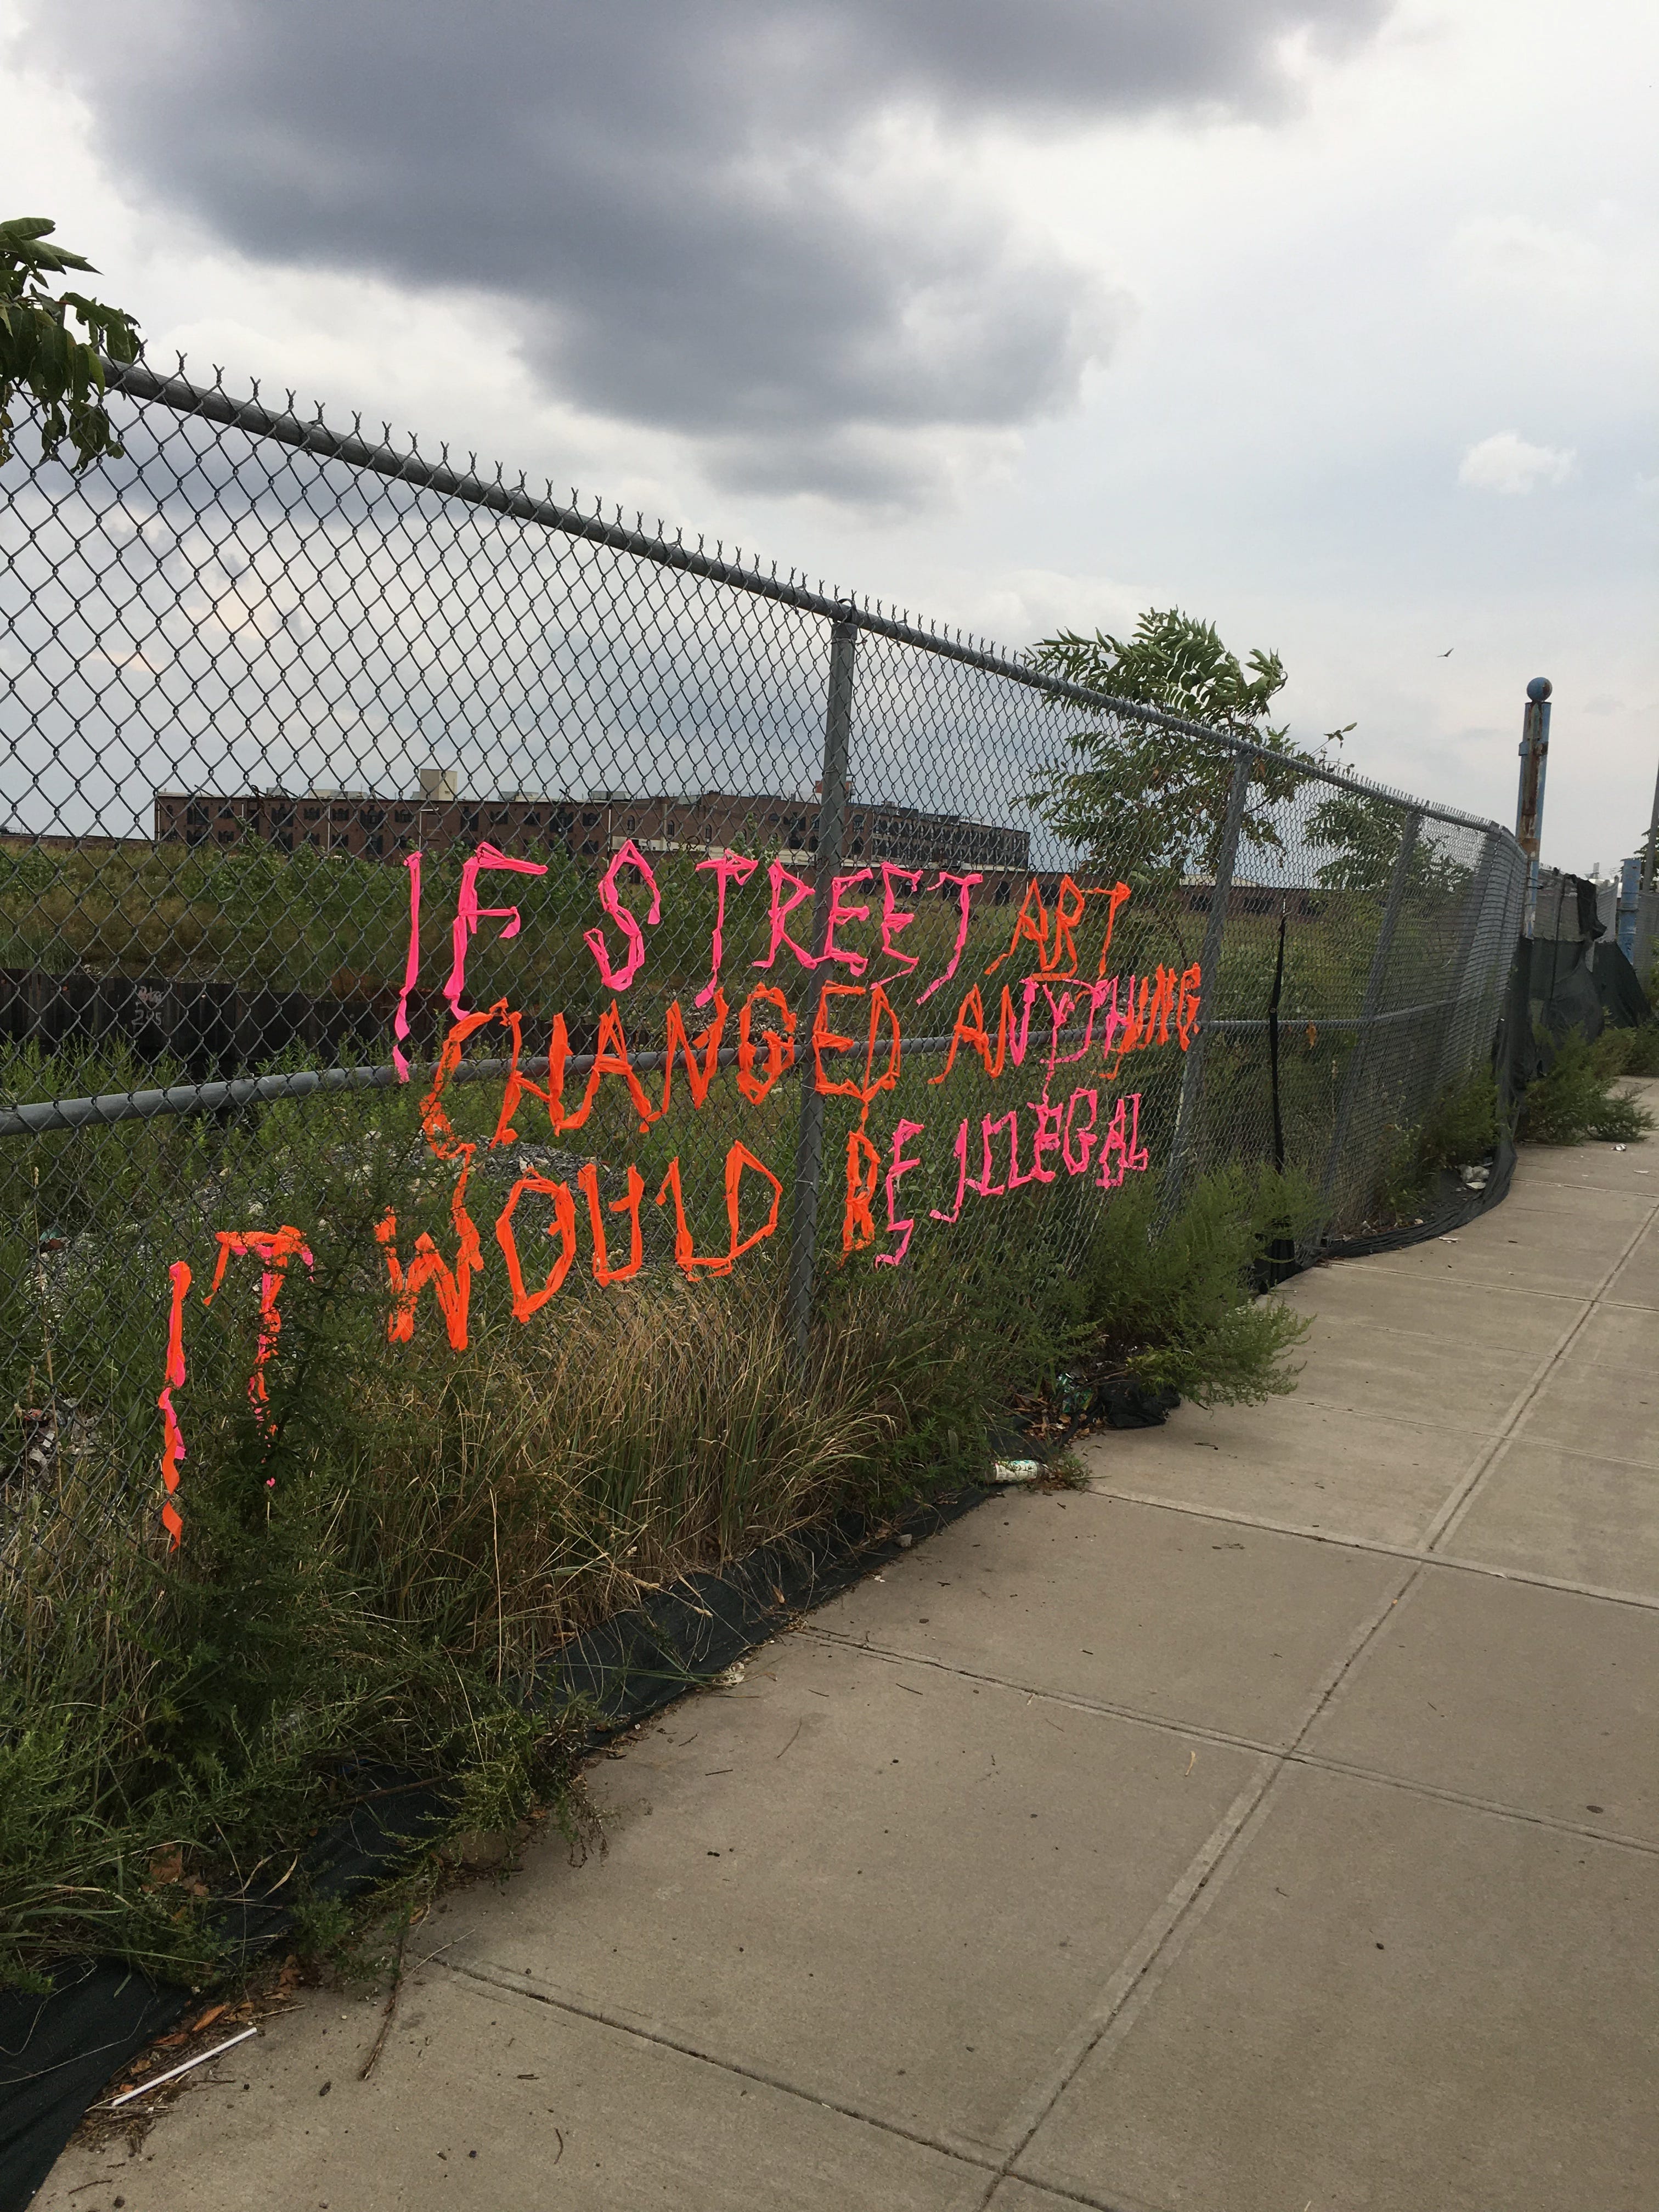 IF STREET ART
CHANGED ANYTHING
IT WOULD BE ILLEGAL